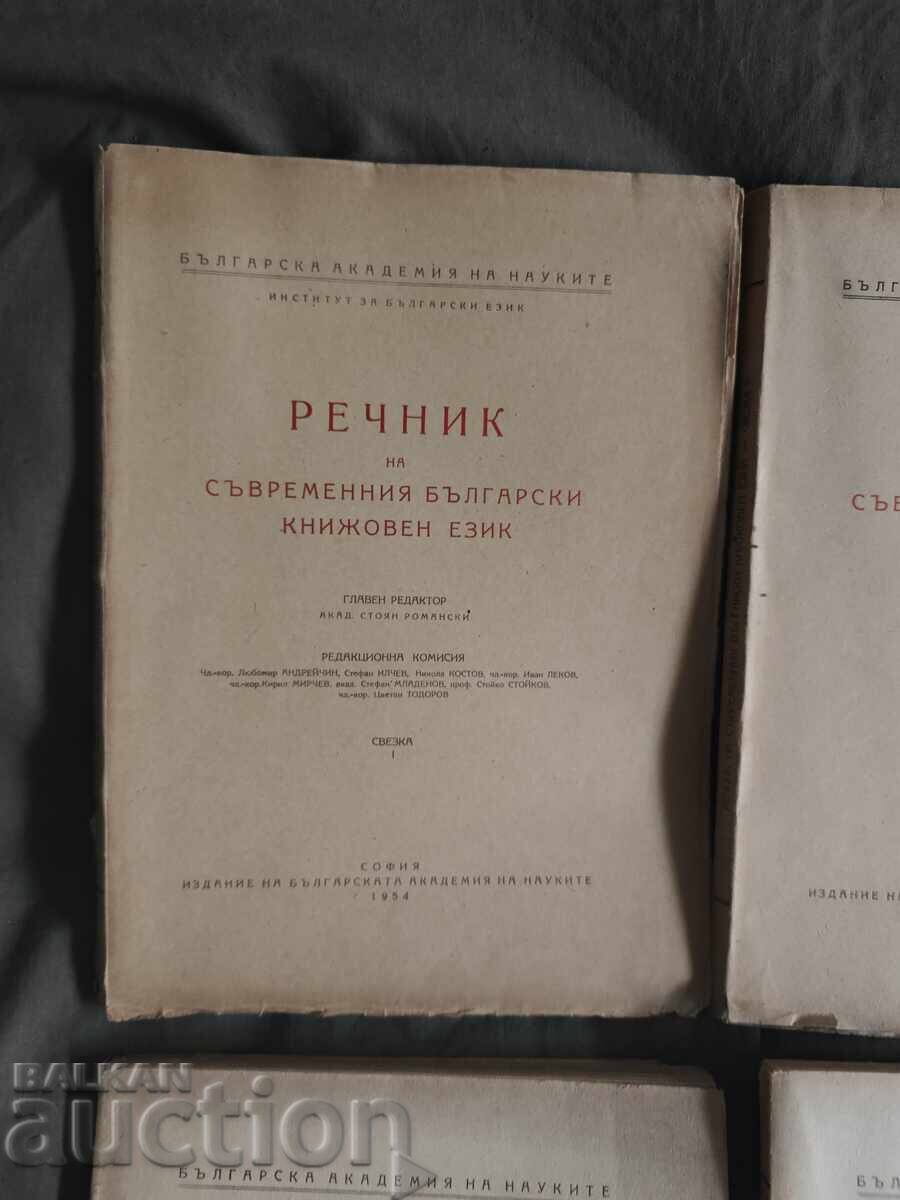 БЪЛГАРСКА АКАДЕМИЯ НА НАУКИТЕ
ИНСТИТУТ ЗА БЪЛГАРСКИ ЕЗИК
РЕЧНИК
НА
СЪВРЕМЕННИЯ БЪЛГАРСКИ
КНИЖОВЕН ЕЗИК
ГЛАВЕН РЕДАКТОР
АКАД. СТОЯН РОМАНСКИ
РЕДАКЦИОННА КОМИСИЯ
Чл.-кор. Любомир АНДРЕЙЧИН, Стефан ИЛЧЕВ, Никола КОСТОВ, чл.-кор. Иван ЛЕКОВ,
чл.-кор. Кирил МИРЧЕВ, акад. Стефан МЛАДЕНОВ, проф. Стойко СТОЙКОВ,
чл.-кор. Цветан ТОДОРОВ
СВЕЗКА
I
СОФИЯ
ИЗДАНИЕ НА БЪЛГАРСКАТА АКАДЕМИЯ НА НАУКИТЕ
1954
БЪЛГ
СЪВ
ИЗДАНИЕ НА
БЪЛГАРСКА АКАДЕМИЯ НА НАУКИТЕ
БЪЛ
BALKAN
auction